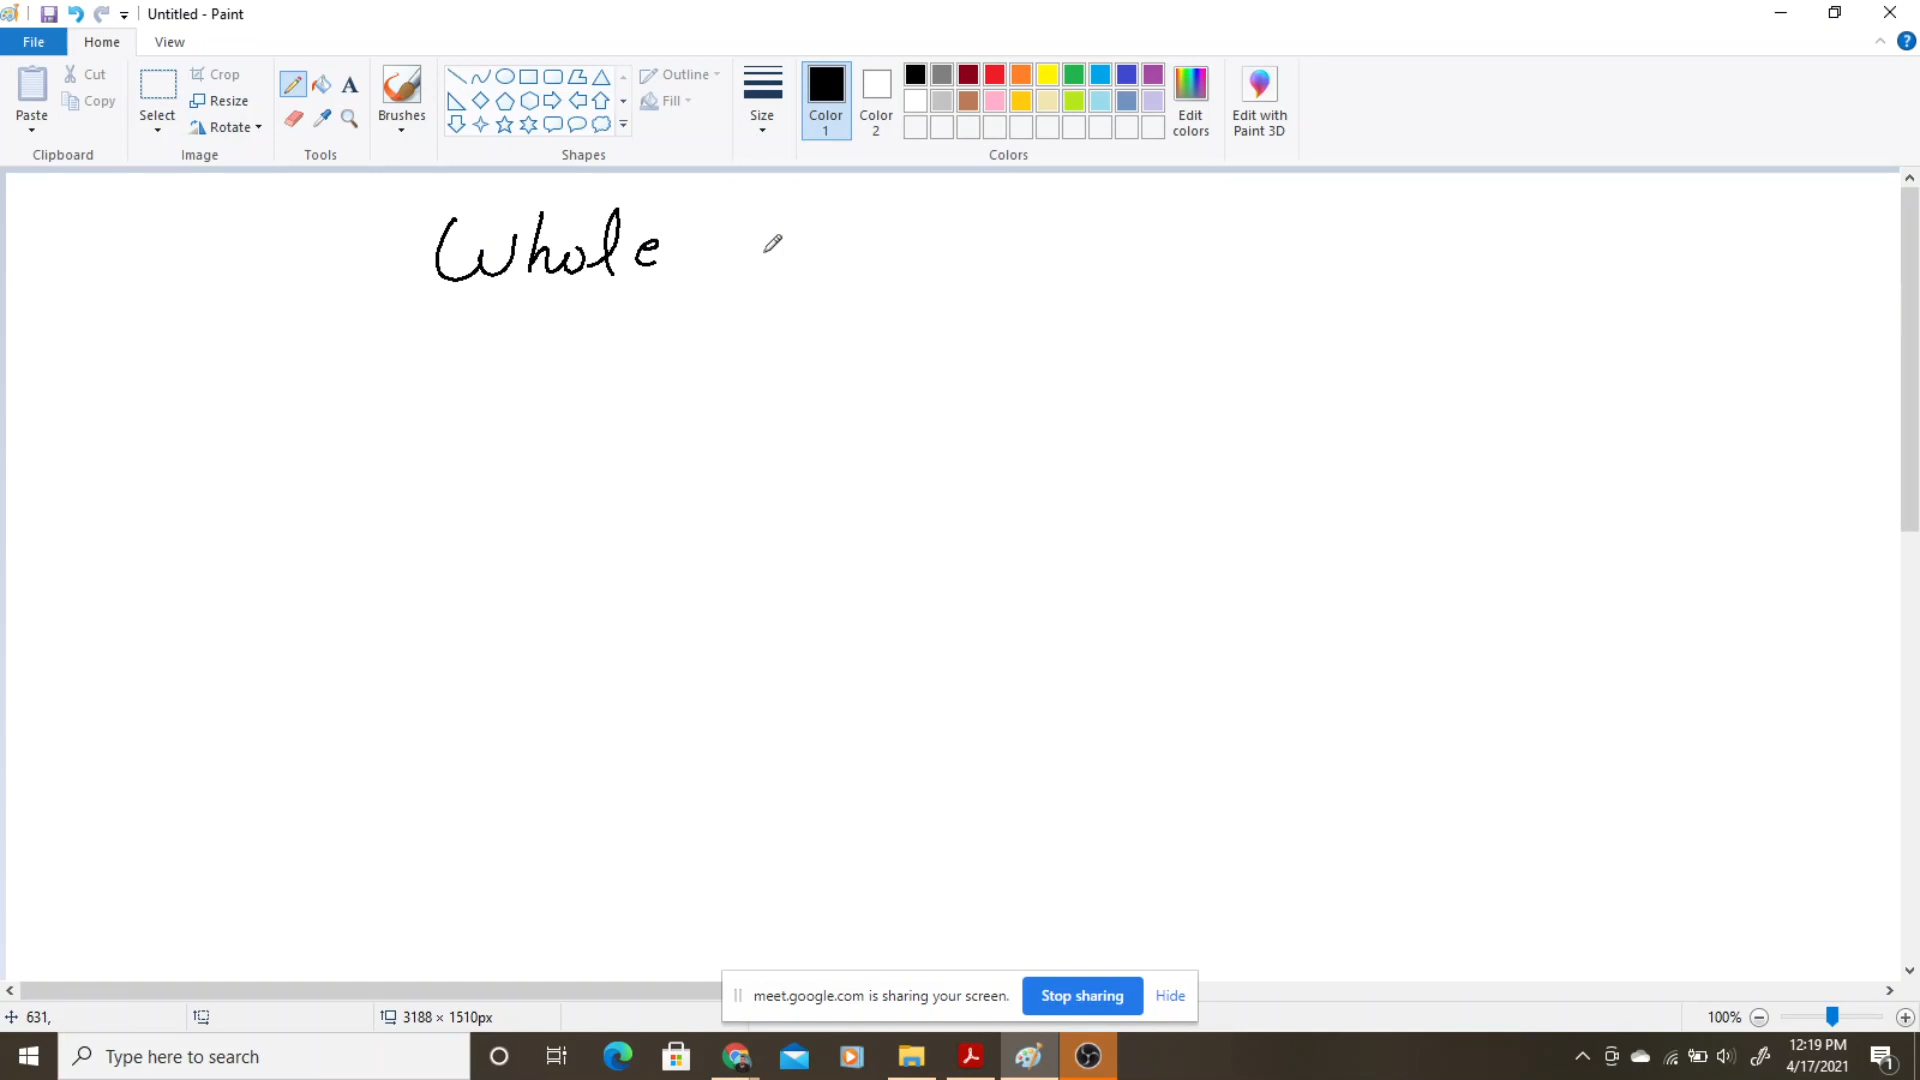 Untitled - Paint
File Home View
Paste Cut Copy Clipboard
Select Crop Resize Rotate Image
Tools
Brushes
Outline Fill Shapes
Size
Color 1 Color 2 Edit colors Colors
Edit with Paint 3D
Whole
meet.google.com is sharing your screen. Stop sharing Hide
631, 3188 × 1510px 100%
Type here to search
12:19 PM
4/17/2021
1